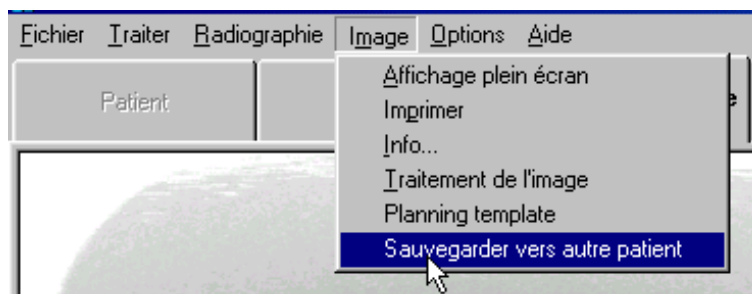 Fichier Traiter Radiographie Image Options Aide
Patient
Affichage plein écran
Imprimer
Info...
Traitement de l'image
Planning template
Sauvegarder vers autre patient